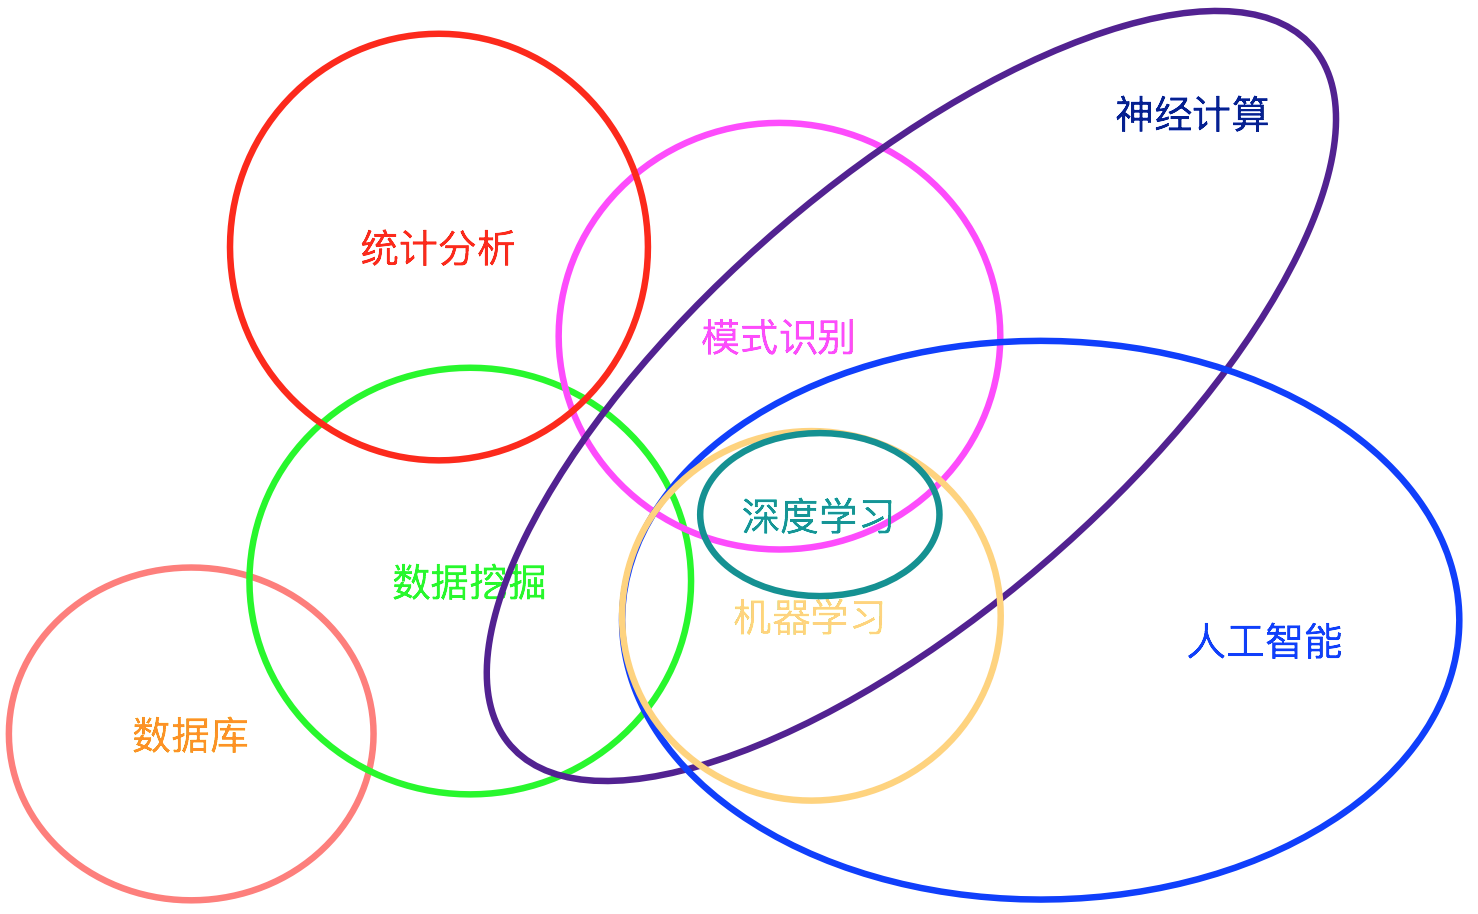 神经计算
统计分析
模式识别
深度学习
数据挖掘
机器学习
人工智能
数据库